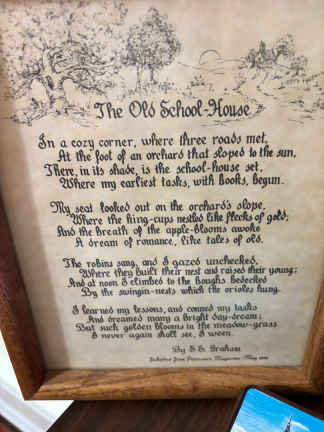 The Old School-House
In a cozy corner, where three roads met,
At the foot of an orchard that sloped to the sun,
There, in its shade, is the school-house set,
Where my earliest tasks, with books, begun.
My seat looked out on the orchard's slope,
Where the king-cups nestled like flecks of gold;
And the breath of the apple-blooms awoke
A dream of romance, like tales of old.
The robins sang, and I gazed unchecked,
Where they built their nest and raised their young;
And at noon I climbed to the boughs bedecked
By the swingin-nests which the orioles hung.
I learned my lessons, and conned my tasks
And dreamed many a bright day-dream;
But such golden blooms in the meadow-grass
I never again shall see, I ween.
By S.S. Graham
from Magazine May